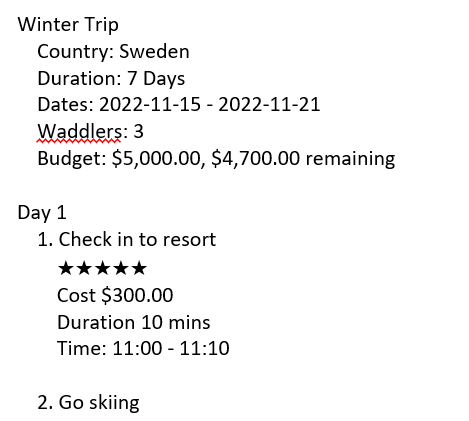 Winter Trip
Country: Sweden
Duration: 7 Days
Dates: 2022-11-15 - 2022-11-21
Waddlers: 3
Budget: $5,000.00, $4,700.00 remaining
Day 1
1. Check in to resort
★★★★★
Cost $300.00
Duration 10 mins
Time: 11:00 - 11:10
2. Go skiing